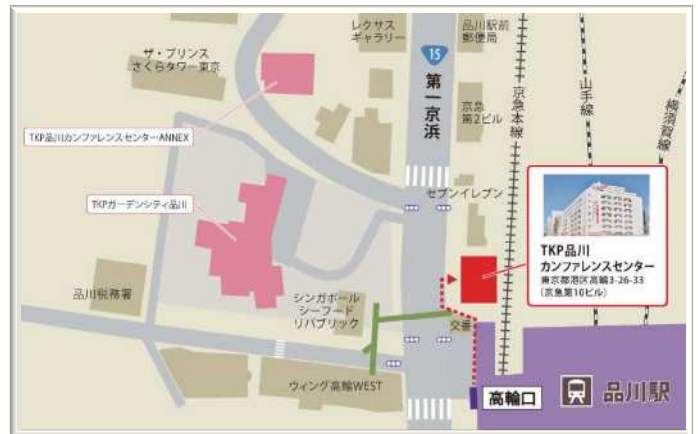 レクサス
ギャラリー
品川駅前
郵便局
ザ・プリンス
さくらタワー東京
15
第一京浜
京急
第2ビル
京急本線
山手線
横須賀線
TKP品川カンファレンスセンターANNEX
TKPガーデンシティ品川
セブンイレブン
TKP品川
カンファレンスセンター
東京都港区高輪3-26-33
(京急第10ビル)
品川税務署
シンガポール
シーフード
リパブリック
交番
ウィング高輪WEST
高輪口
品川駅